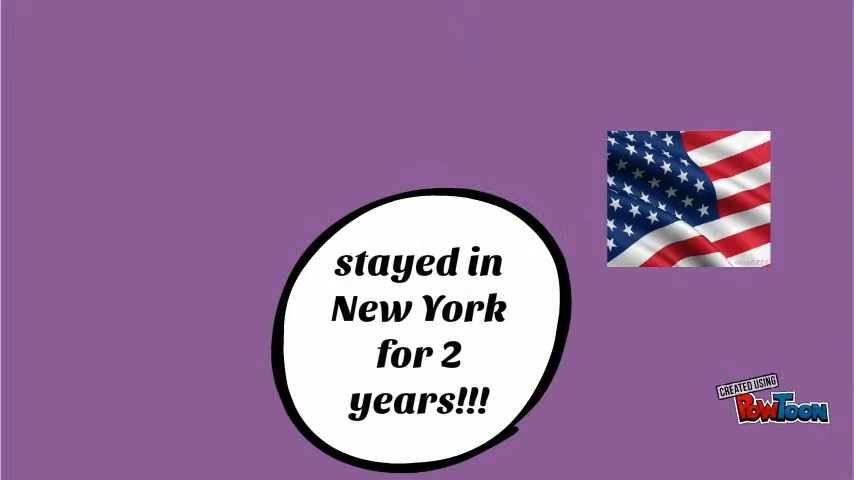 stayed in
New York
for 2
years!!!
CREATED USING
POWTOON